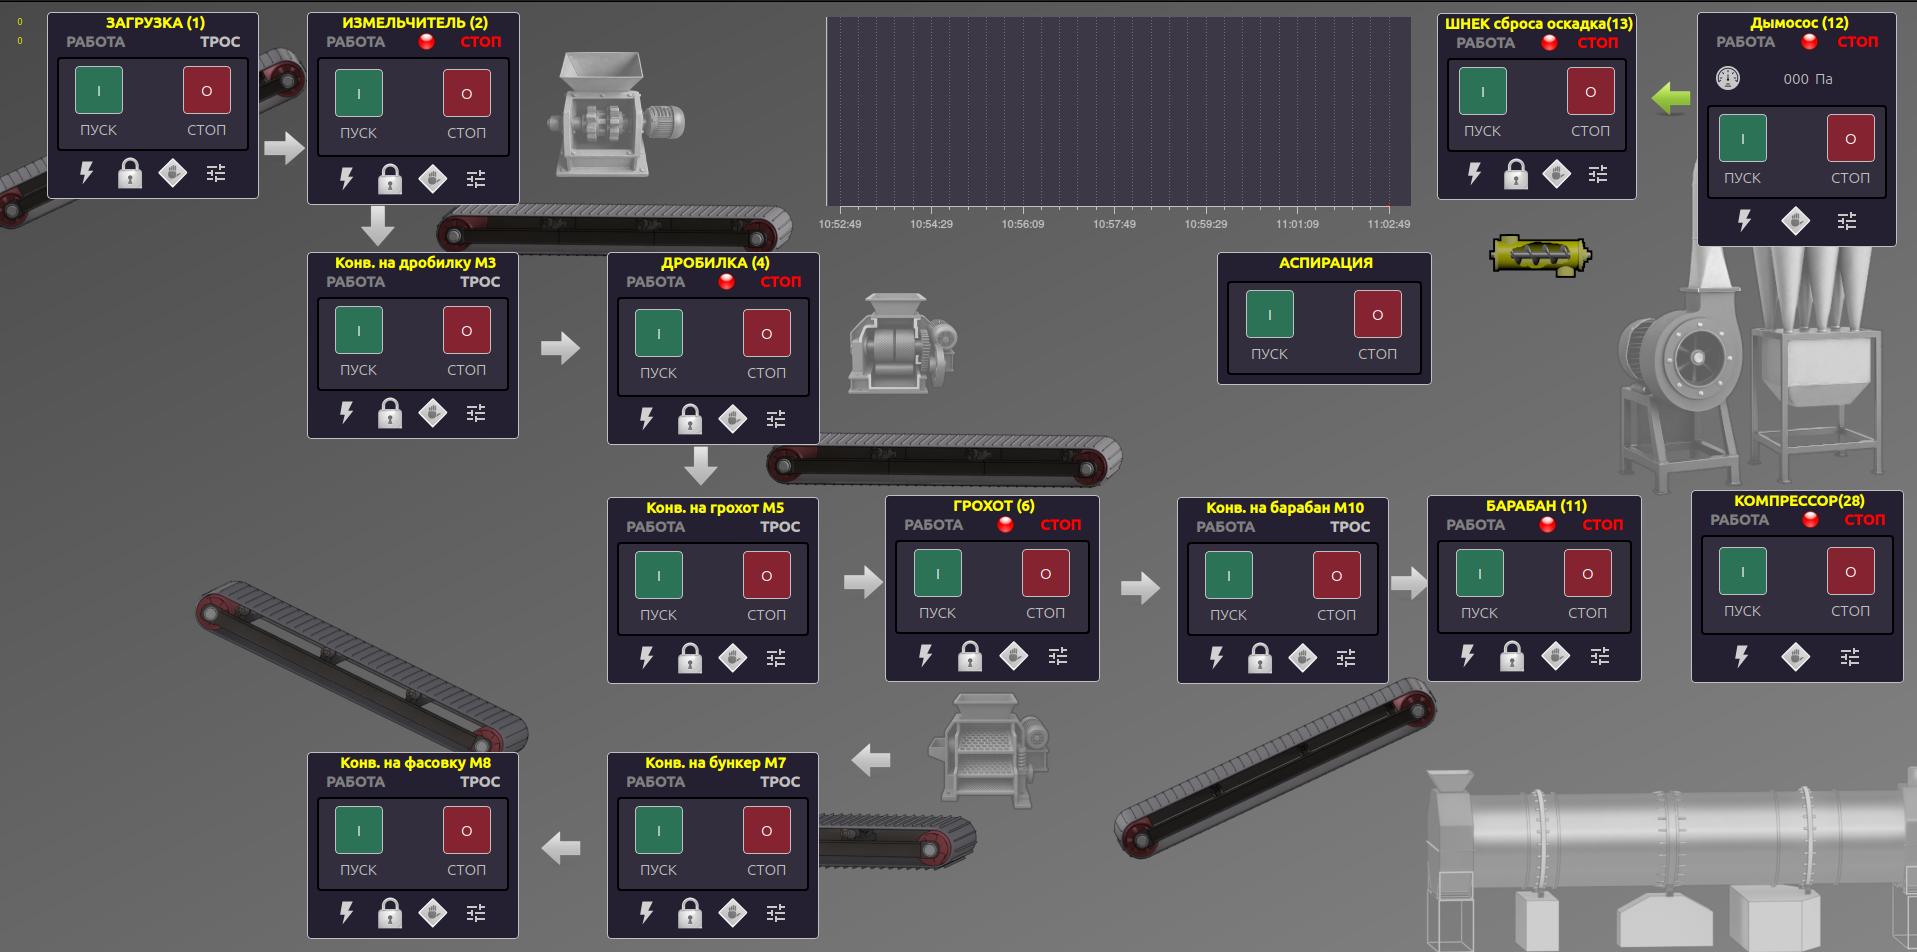 0
0
ЗАГРУЗКА (1)
РАБОТА ТРОС
I O
ПУСК СТОП
ИЗМЕЛЬЧИТЕЛЬ (2)
РАБОТА СТОП
I O
ПУСК СТОП
10:52:49 10:54:29 10:56:09 10:57:49 10:59:29 11:01:09 11:02:49
ШНЕК сброса оскадка(13)
РАБОТА СТОП
I O
ПУСК СТОП
Дымосос (12)
РАБОТА СТОП
000 Па
I O
ПУСК СТОП
Конв. на дробилку М3
РАБОТА ТРОС
I O
ПУСК СТОП
ДРОБИЛКА (4)
РАБОТА СТОП
I O
ПУСК СТОП
АСПИРАЦИЯ
I O
ПУСК СТОП
Конв. на грохот М5
РАБОТА ТРОС
I O
ПУСК СТОП
ГРОХОТ (6)
РАБОТА СТОП
I O
ПУСК СТОП
Конв. на барабан М10
РАБОТА ТРОС
I O
ПУСК СТОП
БАРАБАН (11)
РАБОТА СТОП
I O
ПУСК СТОП
КОМПРЕССОР(28)
РАБОТА СТОП
I O
ПУСК СТОП
Конв. на фасовку М8
РАБОТА ТРОС
I O
ПУСК СТОП
Конв. на бункер М7
РАБОТА ТРОС
I O
ПУСК СТОП